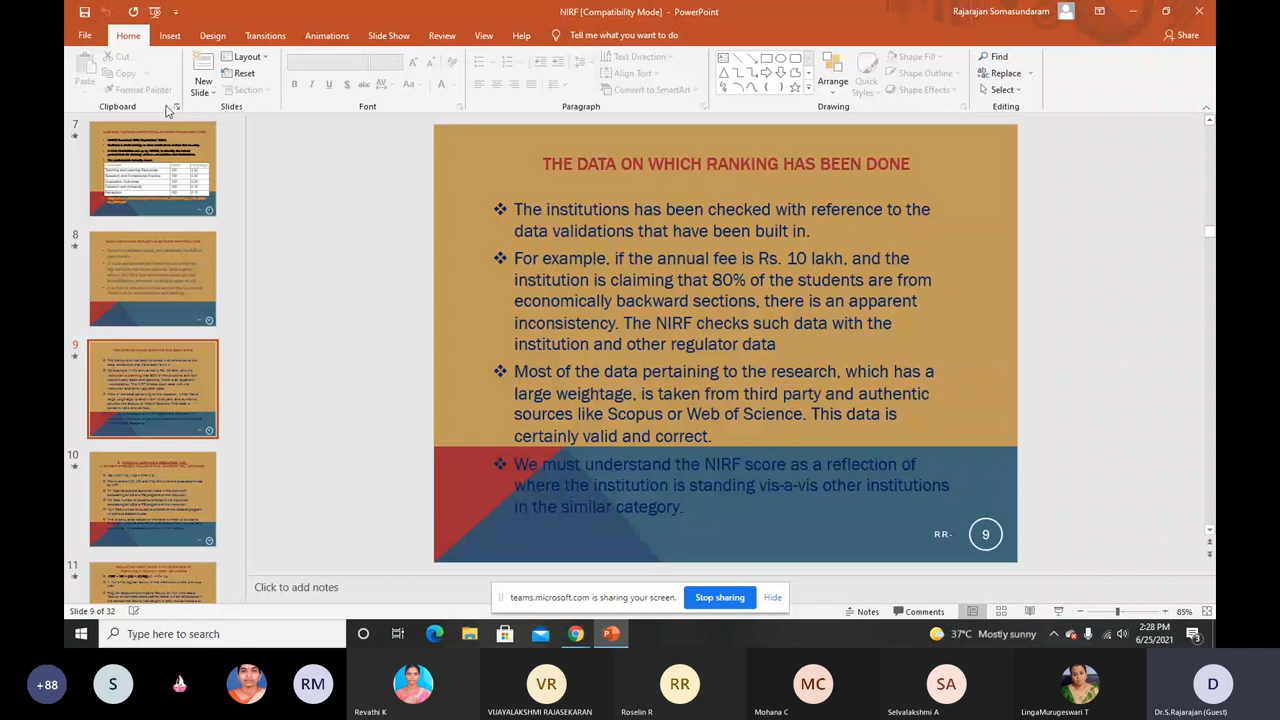 NIRF [Compatibility Mode] - PowerPoint
Rajarajan Somasundaram
File Home Insert Design Transitions Animations Slide Show Review View Help Tell me what you want to do Share
Cut
Copy
Format Painter
Paste
Clipboard
New
Slide
Layout
Reset
Section
Slides
Font
Text Direction
Align Text
Convert to SmartArt
Paragraph
Arrange
Quick
Styles
Shape Fill
Shape Outline
Shape Effects
Drawing
Find
Replace
Select
Editing
7
8
9
10
11
THE DATA ON WHICH RANKING HAS BEEN DONE
The institutions has been checked with reference to the
data validations that have been built in.
For example, if the annual fee is Rs. 10 lakh, and the
institution is claiming that 80% of the students are from
economically backward sections, there is an apparent
inconsistency. The NIRF checks such data with the
institution and other regulator data
Most of the data pertaining to the research, which has a
large weightage, is taken from third party and authentic
sources like Scopus or Web of Science. This data is
certainly valid and correct.
We must understand the NIRF score as a reflection of
where the institution is standing vis-a-vis other institutions
in the similar category.
RR- 9
Click to add notes
teams.microsoft.com is sharing your screen. Stop sharing Hide
Slide 9 of 32
Notes Comments 85%
Type here to search
37°C Mostly sunny
2:28 PM
6/25/2021
3
+88 S RM VR RR MC SA D
Revathi K VIJAYALAKSHMI RAJASEKARAN Roselin R Mohana C Selvalakshmi A LingaMurugeswari T Dr.S.Rajarajan (Guest)